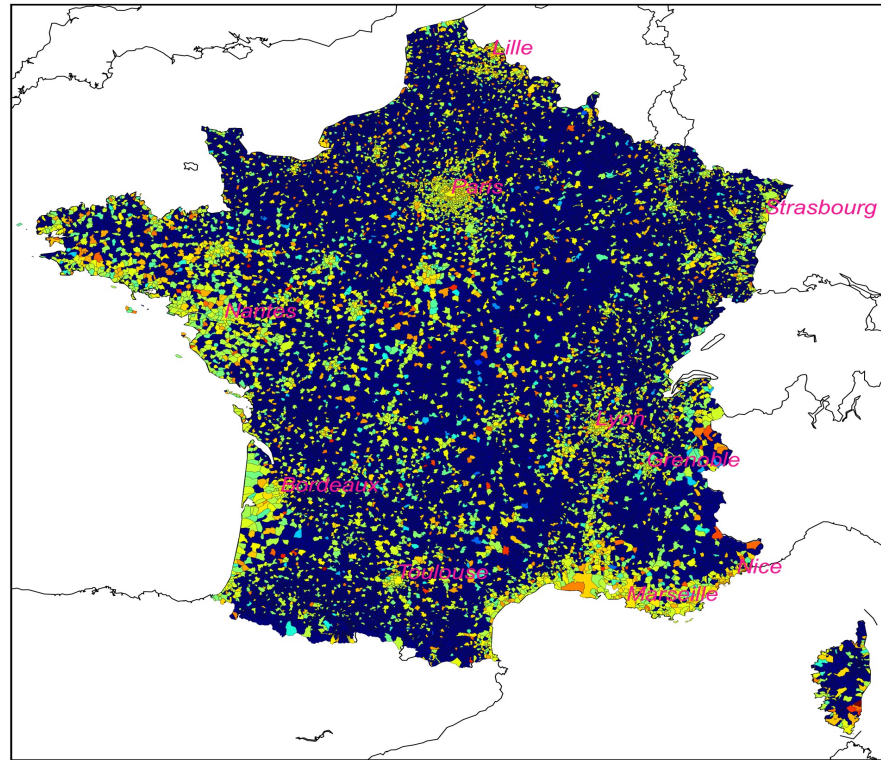 Lille
Paris
Strasbourg
Nantes
Lyon
Grenoble
Bordeaux
Nice
Toulouse
Marseille